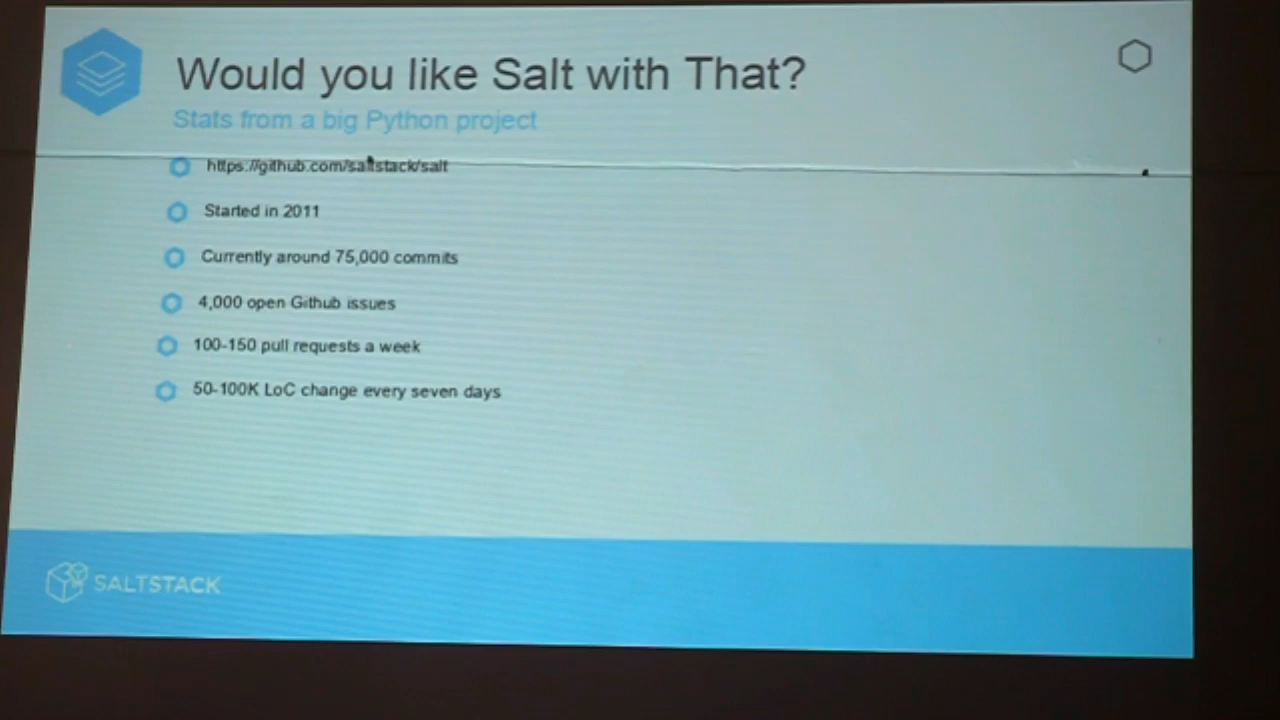 Would you like Salt with That?
Stats from a big Python project
https://github.com/saltstack/salt
Started in 2011
Currently around 75,000 commits
4,000 open Github issues
100-150 pull requests a week
50-100K LoC change every seven days
SALTSTACK